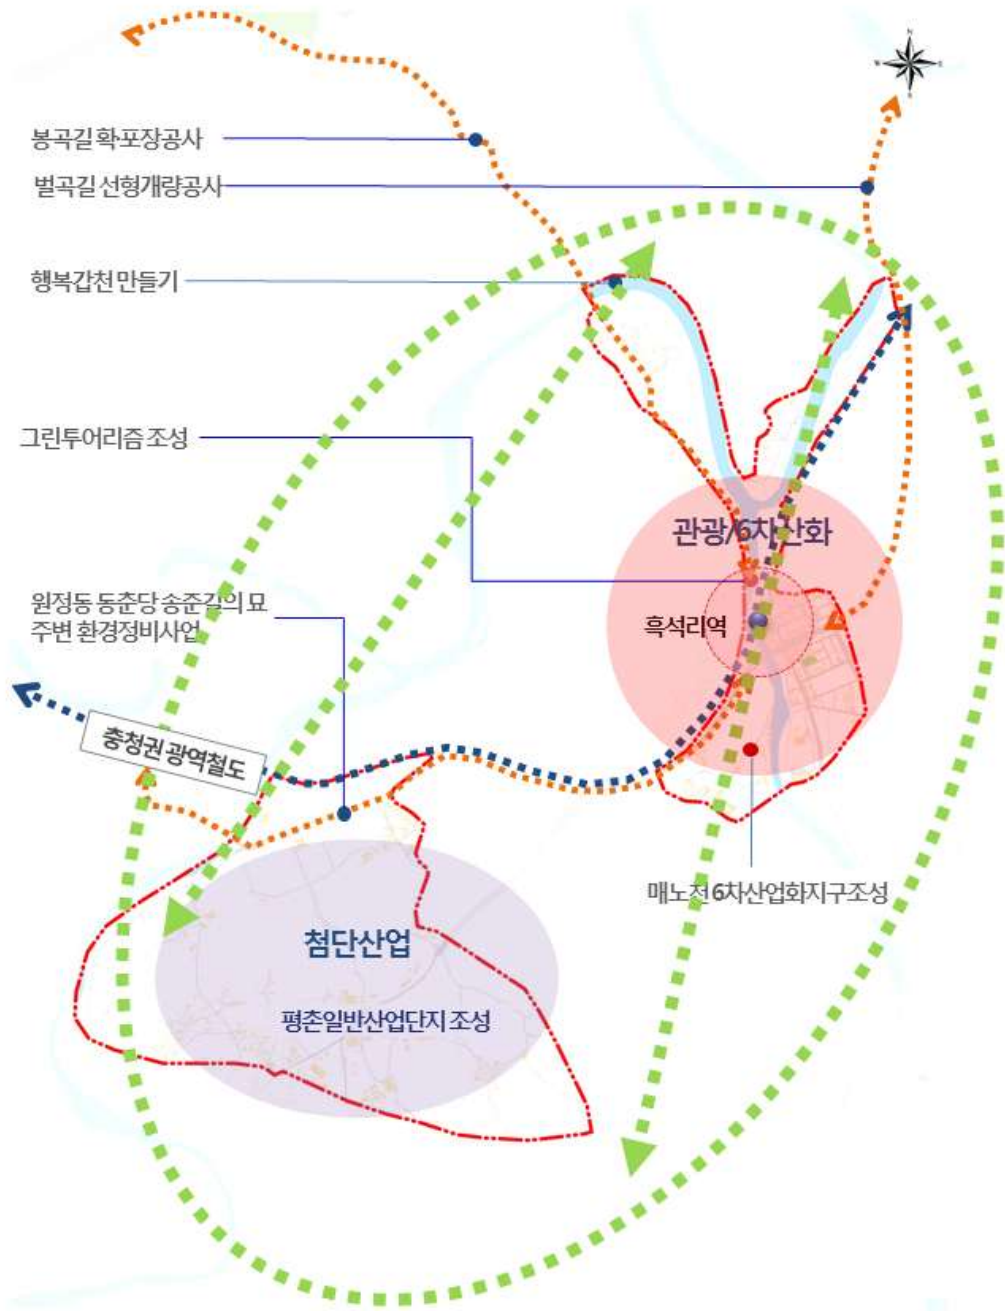 N
W
E
S
봉곡길 확·포장공사
벌곡길 선형개량공사
행복갑천 만들기
그린투어리즘 조성
관광/6차산화
원정동 동춘당 송준길의 묘
주변 환경정비사업
흑석리역
충청권 광역철도
매노천 6차산업화지구조성
첨단산업
평촌일반산업단지 조성